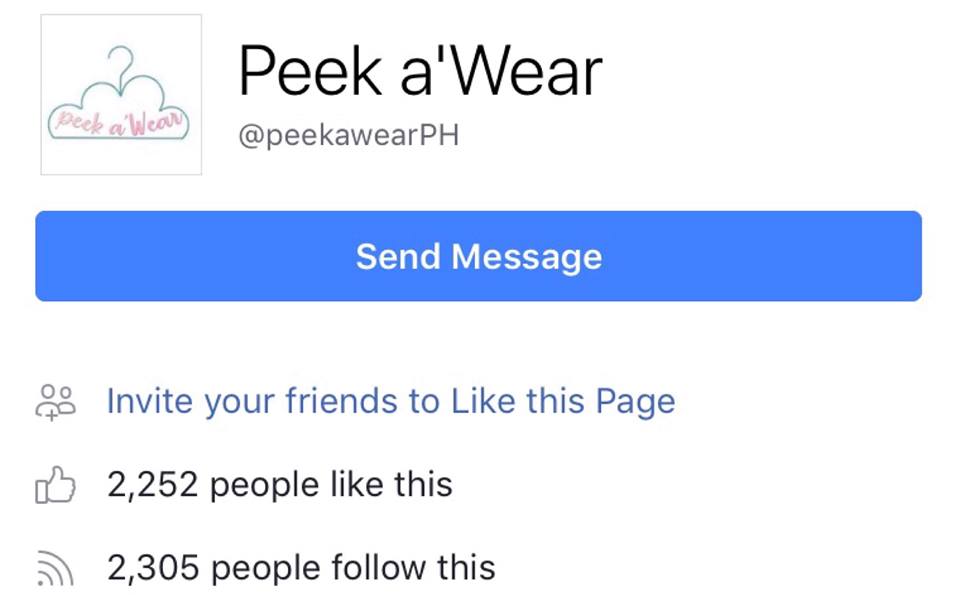 Peek a'Wear
Peek a'Wear
@peekawearPH
Send Message
Invite your friends to Like this Page
2,252 people like this
2,305 people follow this